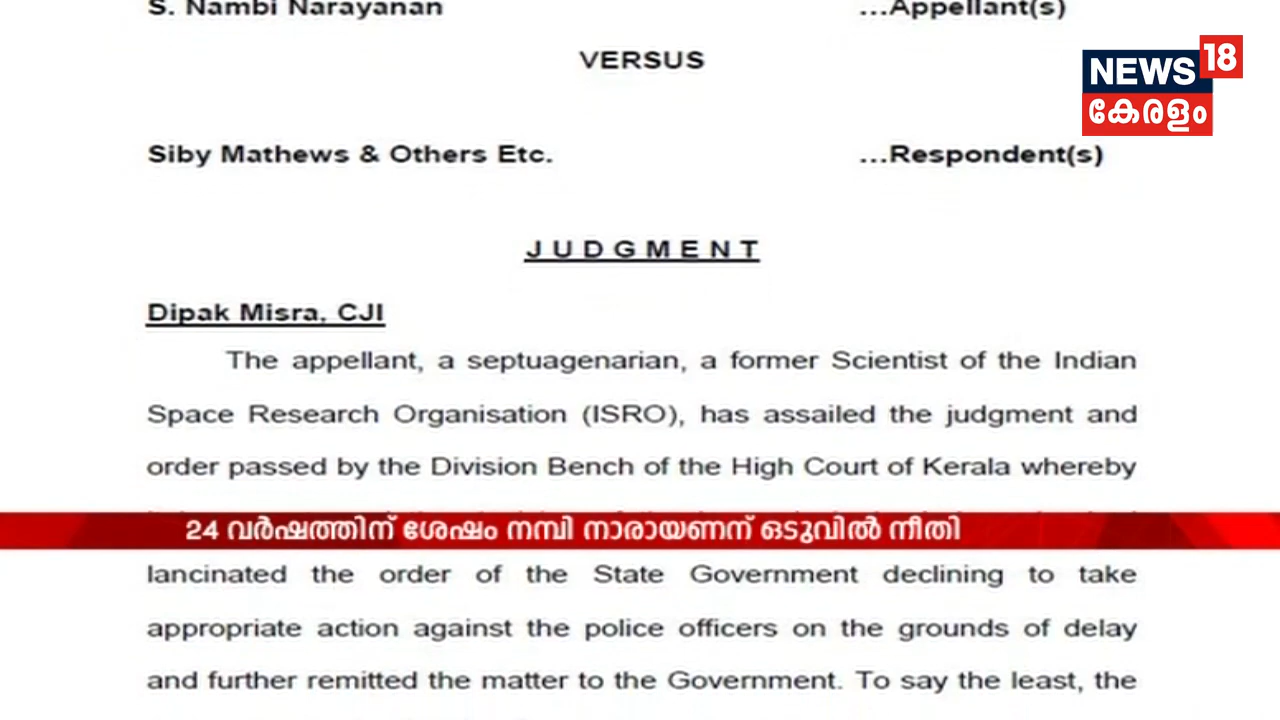 S. Nambi Narayanan ...Appellant(s)
VERSUS
NEWS 18
കേരളം
Siby Mathews & Others Etc. ...Respondent(s)
JUDGMENT
Dipak Misra, CJI
The appellant, a septuagenarian, a former Scientist of the Indian
Space Research Organisation (ISRO), has assailed the judgment and
order passed by the Division Bench of the High Court of Kerala whereby
24 വർഷത്തിന് ശേഷം നമ്പി നാരായണന് ഒടുവിൽ നീതി
lancinated the order of the State Government declining to take
appropriate action against the police officers on the grounds of delay
and further remitted the matter to the Government. To say the least, the